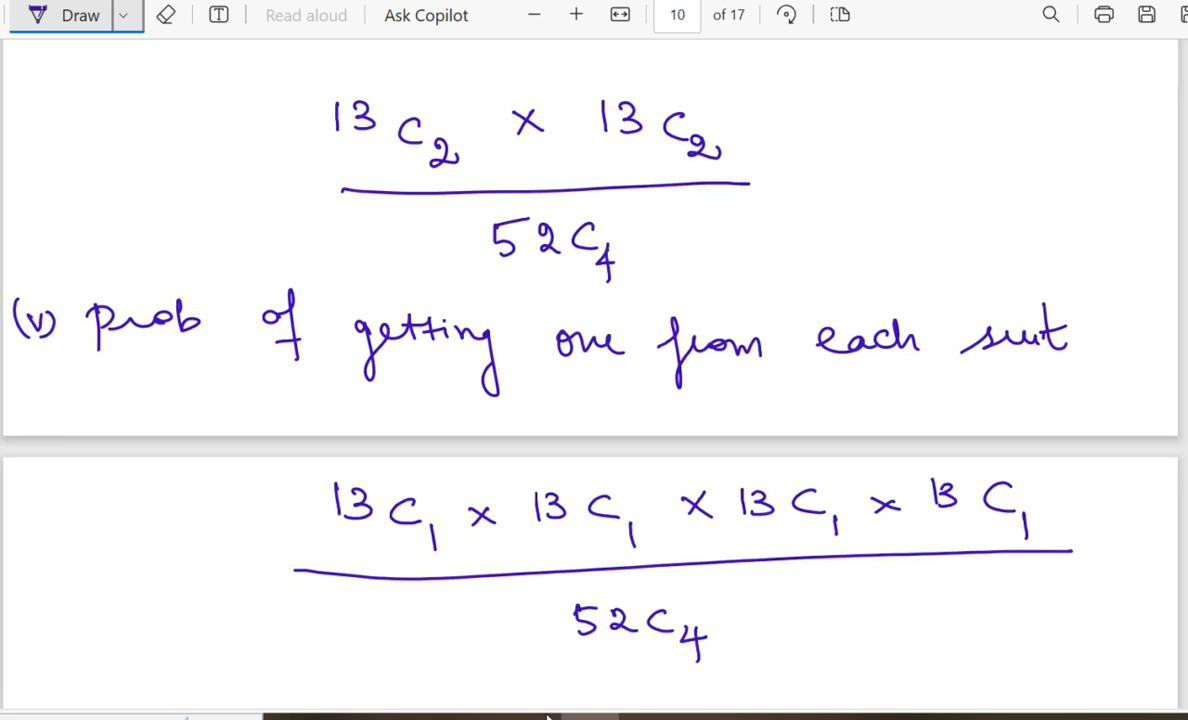 Draw Read aloud Ask Copilot 10 of 17
13C2 × 13C2
52C4
(v) prob of getting one from each suit
13C1 × 13C1 × 13C1 × 13C1
52C4